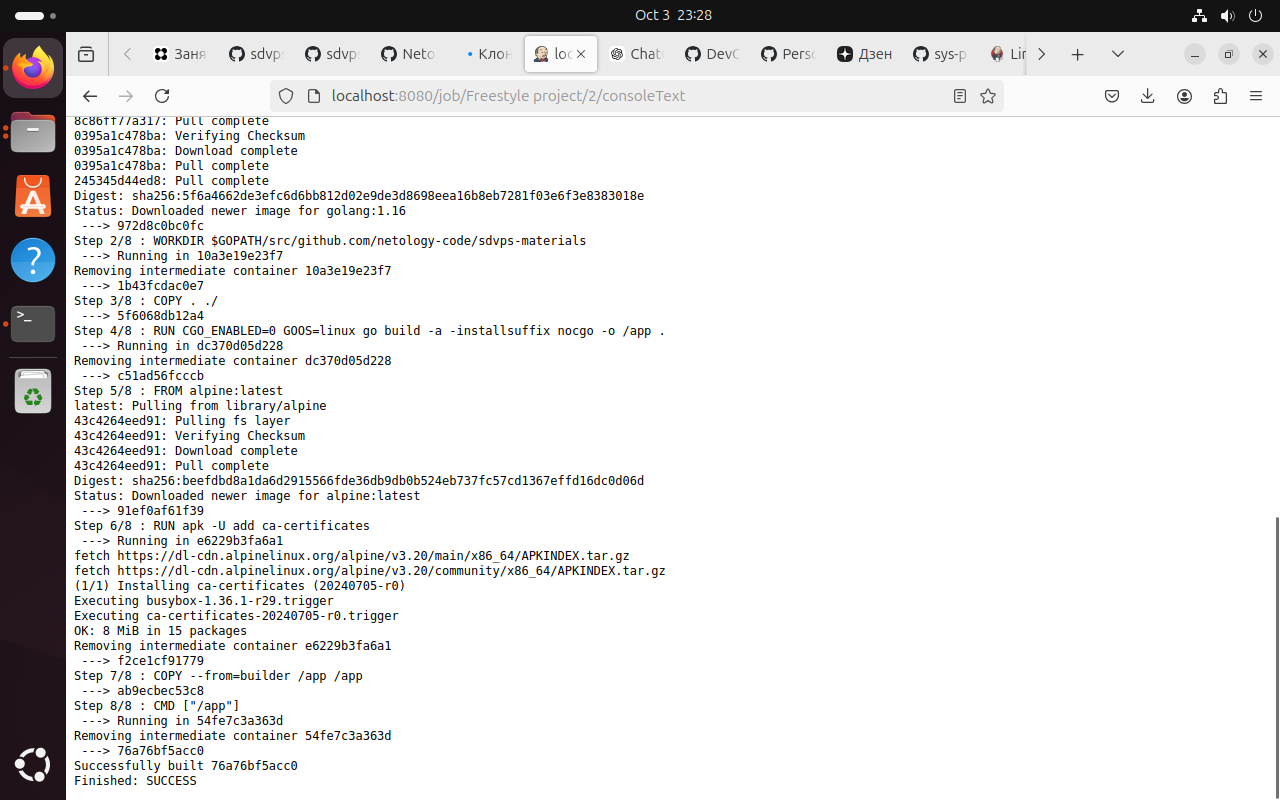 Oct 3 23:28
Заня
sdvp
sdvp
Neto
Клон
loc
Chat
DevC
Perso
Дзен
sys-p
Lin
localhost:8080/job/Freestyle project/2/consoleText
8c86ff77a317: Pull complete
0395a1c478ba: Verifying Checksum
0395a1c478ba: Download complete
0395a1c478ba: Pull complete
245345d44ed8: Pull complete
Digest: sha256:5f6a4662de3efc6d6bb812d02e9de3d8698eea16b8eb7281f03e6f3e8383018e
Status: Downloaded newer image for golang:1.16
---> 972d8c0bc0fc
Step 2/8 : WORKDIR $GOPATH/src/github.com/netology-code/sdvps-materials
---> Running in 10a3e19e23f7
Removing intermediate container 10a3e19e23f7
---> 1b43fcdac0e7
Step 3/8 : COPY . ./
---> 5f6068db12a4
Step 4/8 : RUN CGO_ENABLED=0 GOOS=linux go build -a -installsuffix nocgo -o /app .
---> Running in dc370d05d228
Removing intermediate container dc370d05d228
---> c51ad56fcccb
Step 5/8 : FROM alpine:latest
latest: Pulling from library/alpine
43c4264eed91: Pulling fs layer
43c4264eed91: Verifying Checksum
43c4264eed91: Download complete
43c4264eed91: Pull complete
Digest: sha256:beefdbd8a1da6d2915566fde36db9db0b524eb737fc57cd1367effd16dc0d06d
Status: Downloaded newer image for alpine:latest
---> 91ef0af61f39
Step 6/8 : RUN apk -U add ca-certificates
---> Running in e6229b3fa6a1
fetch https://dl-cdn.alpinelinux.org/alpine/v3.20/main/x86_64/APKINDEX.tar.gz
fetch https://dl-cdn.alpinelinux.org/alpine/v3.20/community/x86_64/APKINDEX.tar.gz
(1/1) Installing ca-certificates (20240705-r0)
Executing busybox-1.36.1-r29.trigger
Executing ca-certificates-20240705-r0.trigger
OK: 8 MiB in 15 packages
Removing intermediate container e6229b3fa6a1
---> f2ce1cf91779
Step 7/8 : COPY --from=builder /app /app
---> ab9ecbec53c8
Step 8/8 : CMD ["/app"]
---> Running in 54fe7c3a363d
Removing intermediate container 54fe7c3a363d
---> 76a76bf5acc0
Successfully built 76a76bf5acc0
Finished: SUCCESS